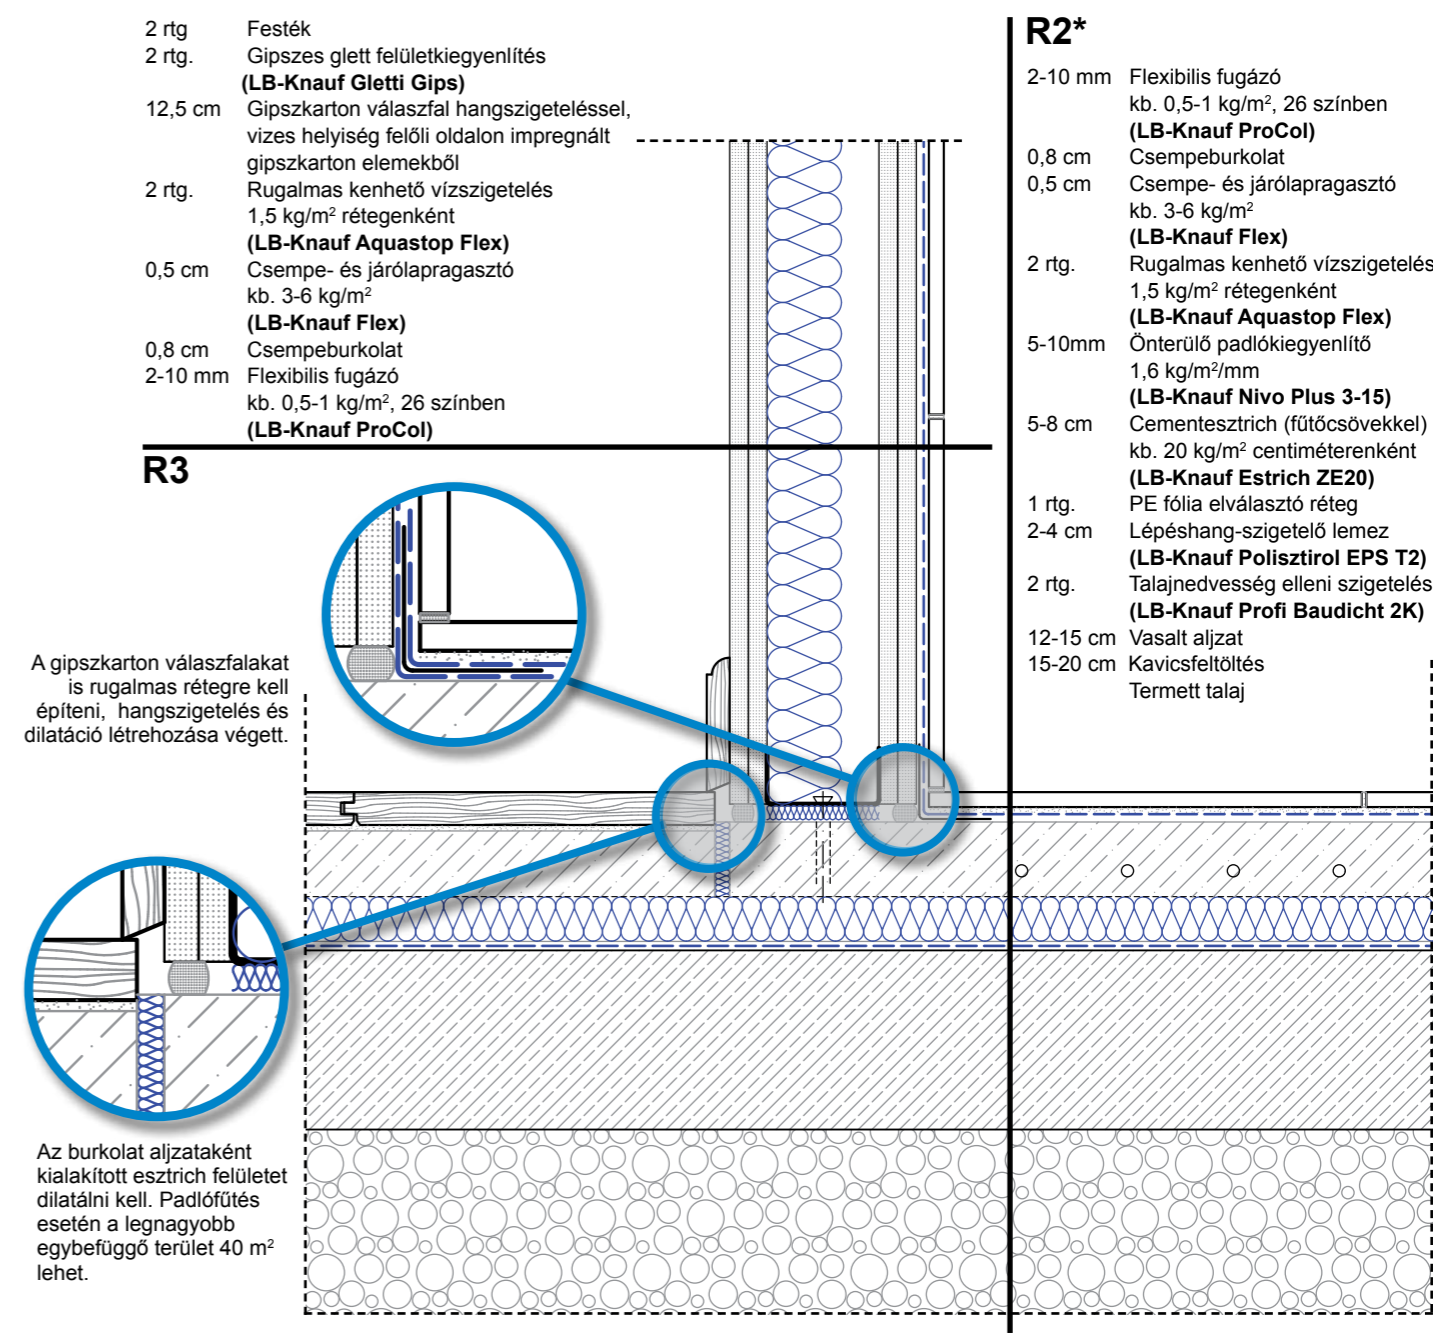 2 rtg Festék
2 rtg. Gipszes glett felületkiegyenlítés
(LB-Knauf Gletti Gips)
12,5 cm Gipszkarton válaszfal hangszigeteléssel,
vizes helyiség felőli oldalon impregnált
gipszkarton elemekből
2 rtg. Rugalmas kenhető vízszigetelés
1,5 kg/m² rétegenként
(LB-Knauf Aquastop Flex)
0,5 cm Csempe- és járólapragasztó
kb. 3-6 kg/m²
(LB-Knauf Flex)
0,8 cm Csempeburkolat
2-10 mm Flexibilis fugázó
kb. 0,5-1 kg/m², 26 színben
(LB-Knauf ProCol)
R3
R2*
2-10 mm Flexibilis fugázó
kb. 0,5-1 kg/m², 26 színben
(LB-Knauf ProCol)
0,8 cm Csempeburkolat
0,5 cm Csempe- és járólapragasztó
kb. 3-6 kg/m²
(LB-Knauf Flex)
2 rtg. Rugalmas kenhető vízszigetelés
1,5 kg/m² rétegenként
(LB-Knauf Aquastop Flex)
5-10mm Önterülő padlókiegyenlítő
1,6 kg/m²/mm
(LB-Knauf Nivo Plus 3-15)
5-8 cm Cementesztrich (fűtőcsövekkel)
kb. 20 kg/m² centiméterenként
(LB-Knauf Estrich ZE20)
1 rtg. PE fólia elválasztó réteg
2-4 cm Lépéshang-szigetelő lemez
(LB-Knauf Polisztirol EPS T2)
2 rtg. Talajnedvesség elleni szigetelés
(LB-Knauf Profi Baudicht 2K)
12-15 cm Vasalt aljzat
15-20 cm Kavicsfeltöltés
Termett talaj
A gipszkarton válaszfalakat
is rugalmas rétegre kell
építeni, hangszigetelés és
dilatáció létrehozása végett.
Az burkolat aljzataként
kialakított esztrich felületet
dilatálni kell. Padlófűtés
esetén a legnagyobb
egybefüggő terület 40 m²
lehet.